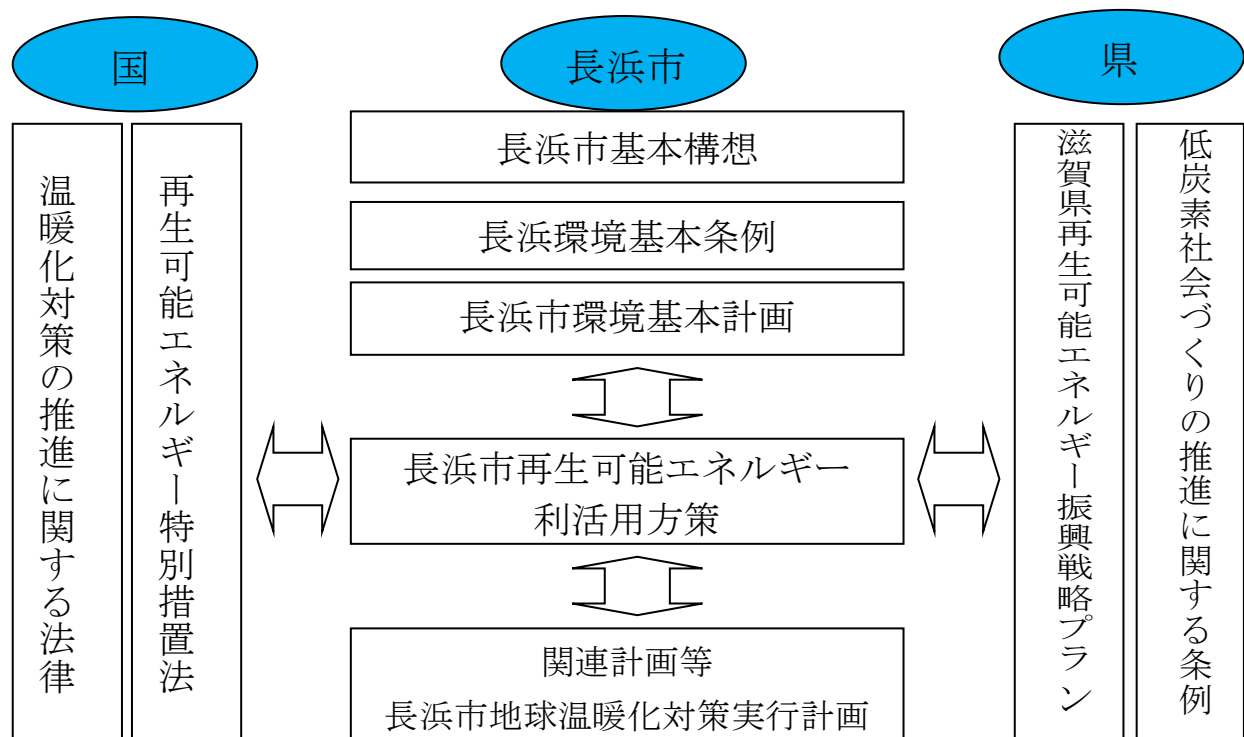 国
長浜市
県
温暖化対策の推進に関する法律
再生可能エネルギー特別措置法
長浜市基本構想
長浜環境基本条例
長浜市環境基本計画
長浜市再生可能エネルギー
利活用方策
関連計画等
長浜市地球温暖化対策実行計画
滋賀県再生可能エネルギー振興戦略プラン
低炭素社会づくりの推進に関する条例